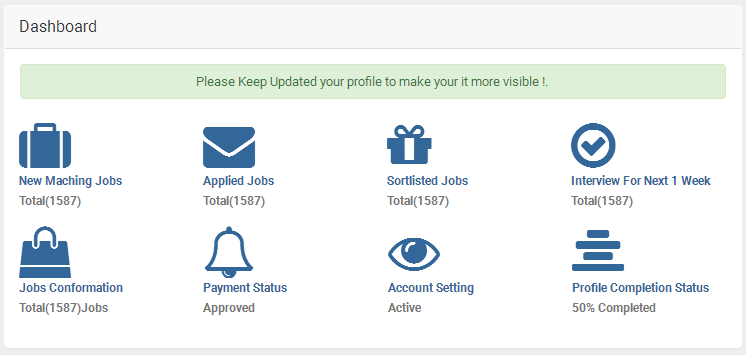 Dashboard
Please Keep Updated your profile to make your it more visible !.
New Maching Jobs
Total(1587)
Applied Jobs
Total(1587)
Sortlisted Jobs
Total(1587)
Interview For Next 1 Week
Total(1587)
Jobs Conformation
Total(1587)Jobs
Payment Status
Approved
Account Setting
Active
Profile Completion Status
50% Completed